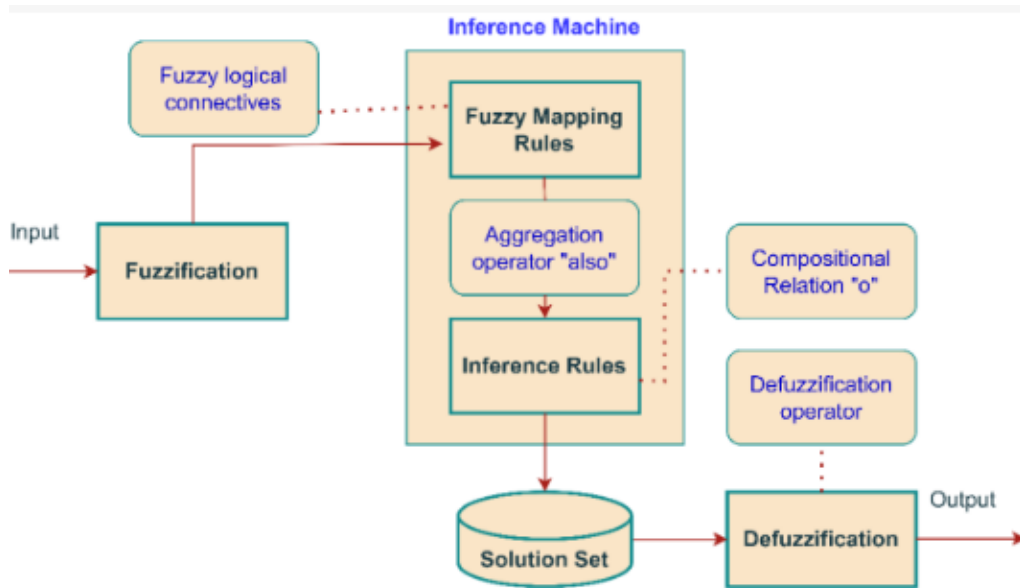 Inference Machine
Fuzzy logical
connectives
Fuzzy Mapping
Rules
Input
Fuzzification
Aggregation
operator "also"
Compositional
Relation "o"
Inference Rules
Defuzzification
operator
Solution Set
Defuzzification
Output